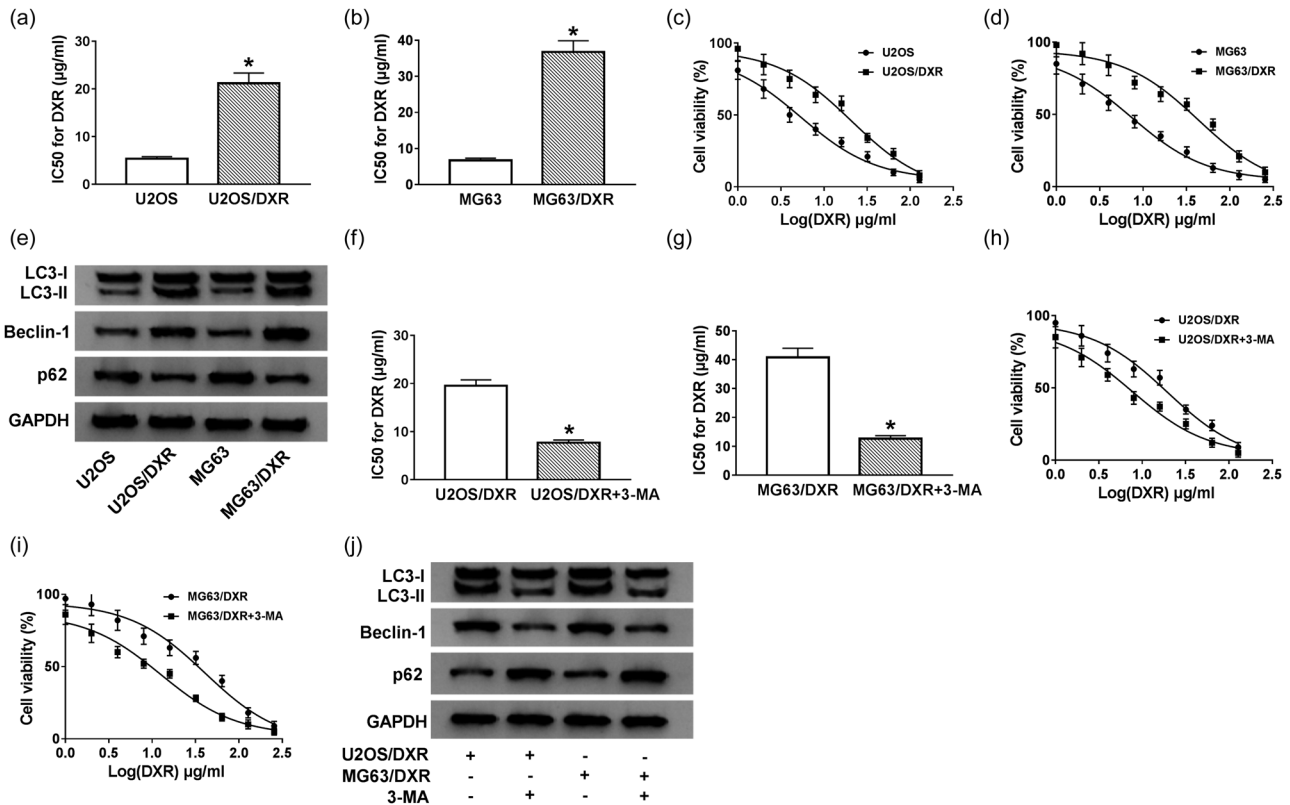 (a)
IC50 for DXR (µg/ml)
30
20
10
0
*
U2OS
U2OS/DXR
(b)
IC50 for DXR (µg/ml)
40
30
20
10
0
*
MG63
MG63/DXR
(c)
Cell viability (%)
100
50
0
U2OS
U2OS/DXR
0.0 0.5 1.0 1.5 2.0 2.5
Log(DXR) µg/ml
(d)
Cell viability (%)
100
50
0
MG63
MG63/DXR
0.0 0.5 1.0 1.5 2.0 2.5
Log(DXR) µg/ml
(e)
LC3-I
LC3-II
Beclin-1
p62
GAPDH
U2OS
U2OS/DXR
MG63
MG63/DXR
(f)
IC50 for DXR (µg/ml)
30
20
10
0
*
U2OS/DXR
U2OS/DXR+3-MA
(g)
IC50 for DXR (µg/ml)
50
40
30
20
10
0
*
MG63/DXR
MG63/DXR+3-MA
(h)
Cell viability (%)
100
50
0
U2OS/DXR
U2OS/DXR+3-MA
0.0 0.5 1.0 1.5 2.0 2.5
Log(DXR) µg/ml
(i)
Cell viability (%)
100
50
0
MG63/DXR
MG63/DXR+3-MA
0.0 0.5 1.0 1.5 2.0 2.5
Log(DXR) µg/ml
(j)
LC3-I
LC3-II
Beclin-1
p62
GAPDH
U2OS/DXR + + - -
MG63/DXR - - + +
3-MA - + - +